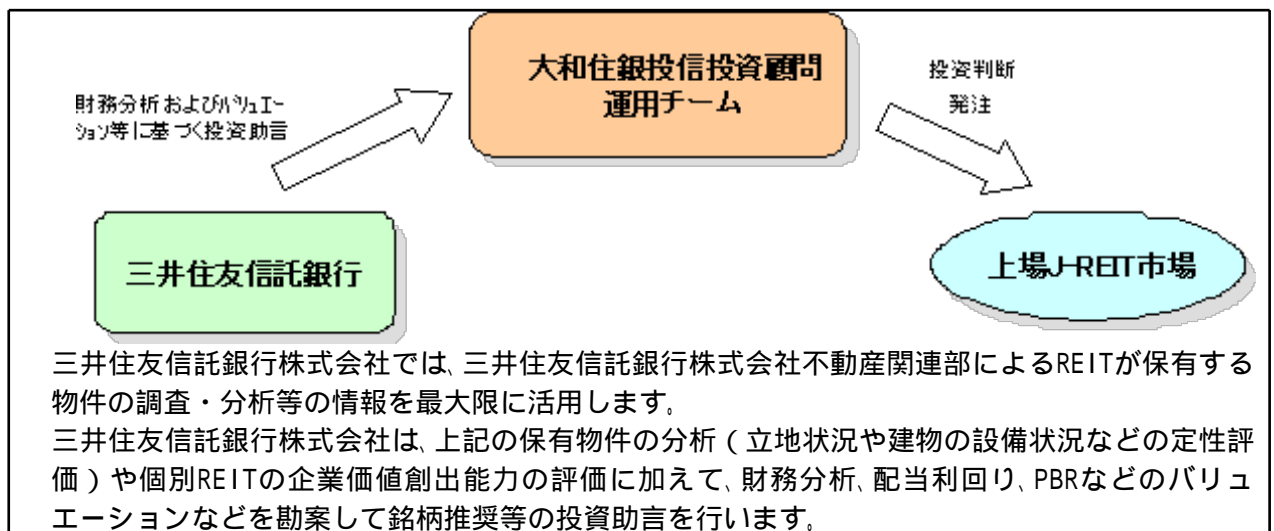 大和住銀投信投資顧問
運用チーム
投資判断
発注
財務分析およびバリュエー
ション等に基づく投資助言
三井住友信託銀行
上場J-REIT市場
三井住友信託銀行株式会社では、三井住友信託銀行株式会社不動産関連部によるREITが保有する
物件の調査・分析等の情報を最大限に活用します。
三井住友信託銀行株式会社は、上記の保有物件の分析（立地状況や建物の設備状況などの定性評
価）や個別REITの企業価値創出能力の評価に加えて、財務分析、配当利回り、PBRなどのバリュ
エーションなどを勘案して銘柄推奨等の投資助言を行います。